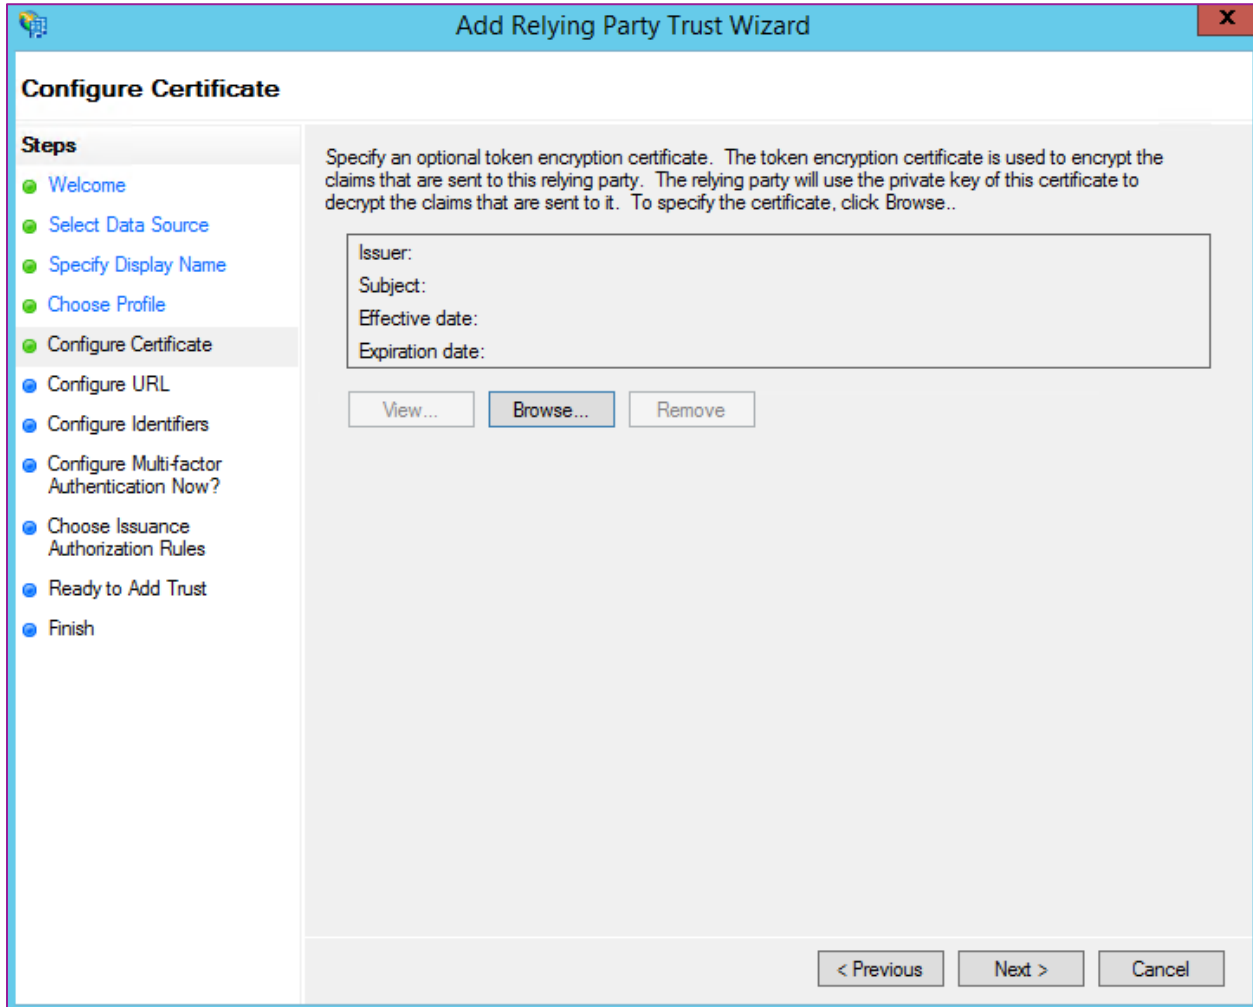 Add Relying Party Trust Wizard
x
Configure Certificate
Steps
Welcome
Select Data Source
Specify Display Name
Choose Profile
Configure Certificate
Configure URL
Configure Identifiers
Configure Multi-factor
Authentication Now?
Choose Issuance
Authorization Rules
Ready to Add Trust
Finish
Specify an optional token encryption certificate.  The token encryption certificate is used to encrypt the
claims that are sent to this relying party.  The relying party will use the private key of this certificate to
decrypt the claims that are sent to it.  To specify the certificate, click Browse..
Issuer:
Subject:
Effective date:
Expiration date:
View... Browse... Remove
< Previous Next > Cancel